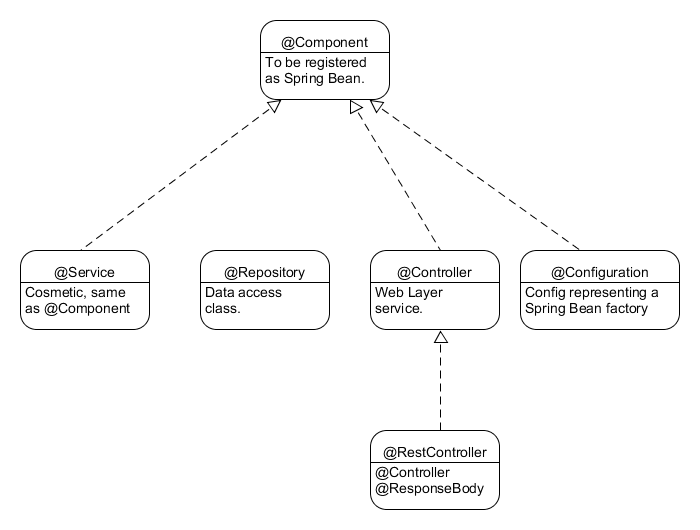 @Component
To be registered
as Spring Bean.
@Service
Cosmetic, same
as @Component
@Repository
Data access
class.
@Controller
Web Layer
service.
@Configuration
Config representing a
Spring Bean factory
@RestController
@Controller
@ResponseBody